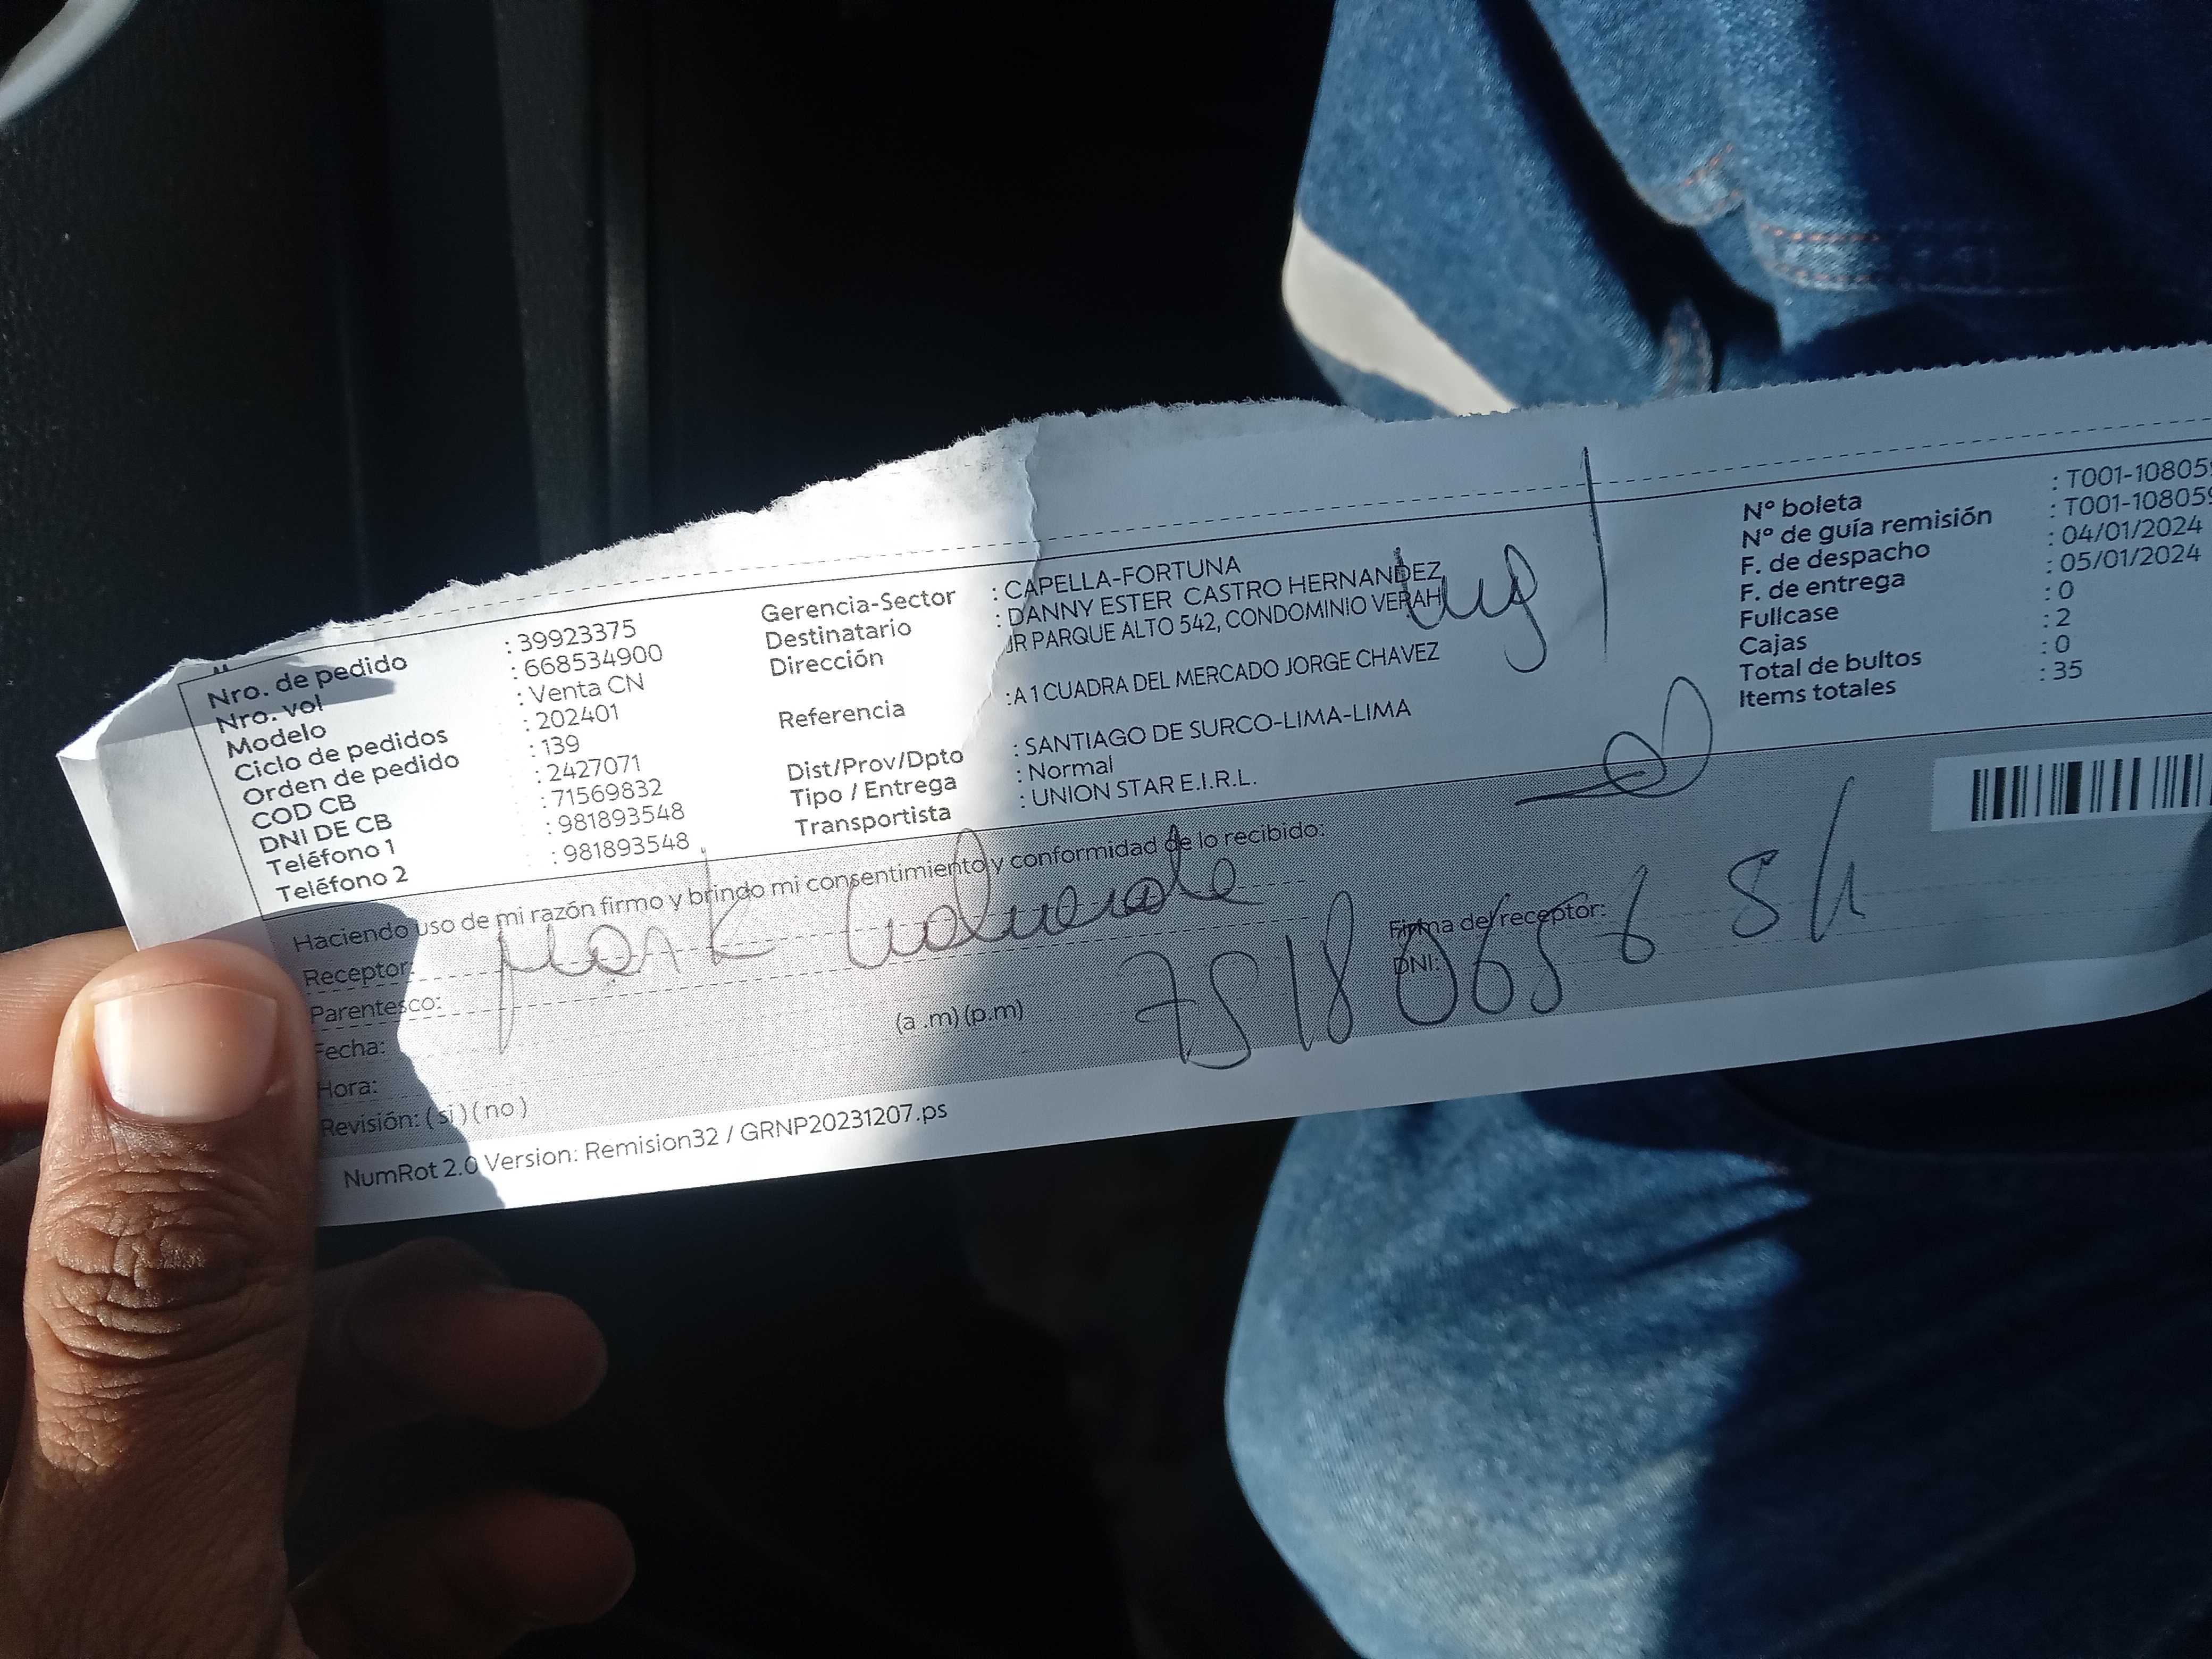 Nro. de pedido : 39923375
Nro. vol : 668534900
Modelo : Venta CN
Ciclo de pedidos : 202401
Orden de pedido : 139
COD CB : 2427071
DNI DE CB : 71569832
Teléfono 1 : 981893548
Teléfono 2 : 981893548
Gerencia-Sector : CAPELLA-FORTUNA
Destinatario : DANNY ESTER CASTRO HERNANDEZ
Dirección JR PARQUE ALTO 542, CONDOMINIO VERAH
Referencia :A 1 CUADRA DEL MERCADO JORGE CHAVEZ
Dist/Prov/Dpto : SANTIAGO DE SURCO-LIMA-LIMA
Tipo / Entrega : Normal
Transportista : UNION STAR E.I.R.L.
N° boleta : T001-10805
N° de guía remisión : T001-108059
F. de despacho : 04/01/2024
F. de entrega : 05/01/2024
Fullcase : 0
Cajas : 2
Total de bultos : 0
Items totales : 35
Haciendo uso de mi razón firmo y brindo mi consentimiento y conformidad de lo recibido:
Receptor:
Parentesco:
Fecha:
Hora: (a .m) (p.m)
Revisión: ( si ) ( no )
Firma del receptor:
DNI:
NumRot 2.0 Version: Remision32 / GRNP20231207.ps